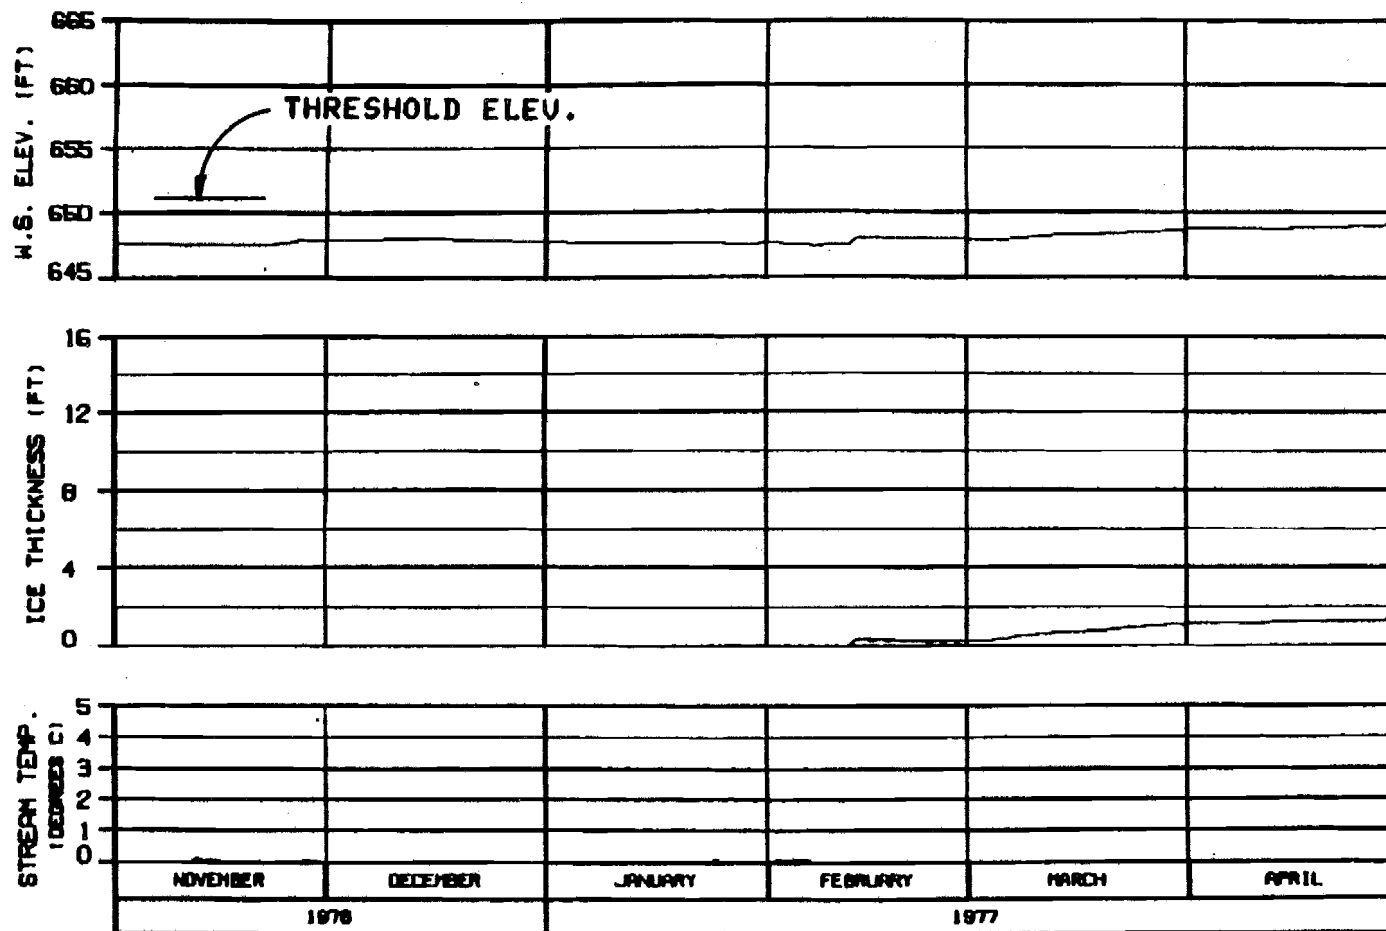 665
660
THRESHOLD ELEV.
655
650
645
W.S. ELEV. (FT)
16
12
8
4
0
ICE THICKNESS (FT)
5
4
3
2
1
0
STREAM TEMP.
(DEGREES C)
NOVEMBER DECEMBER JANUARY FEBRUARY MARCH APRIL
1976 1977